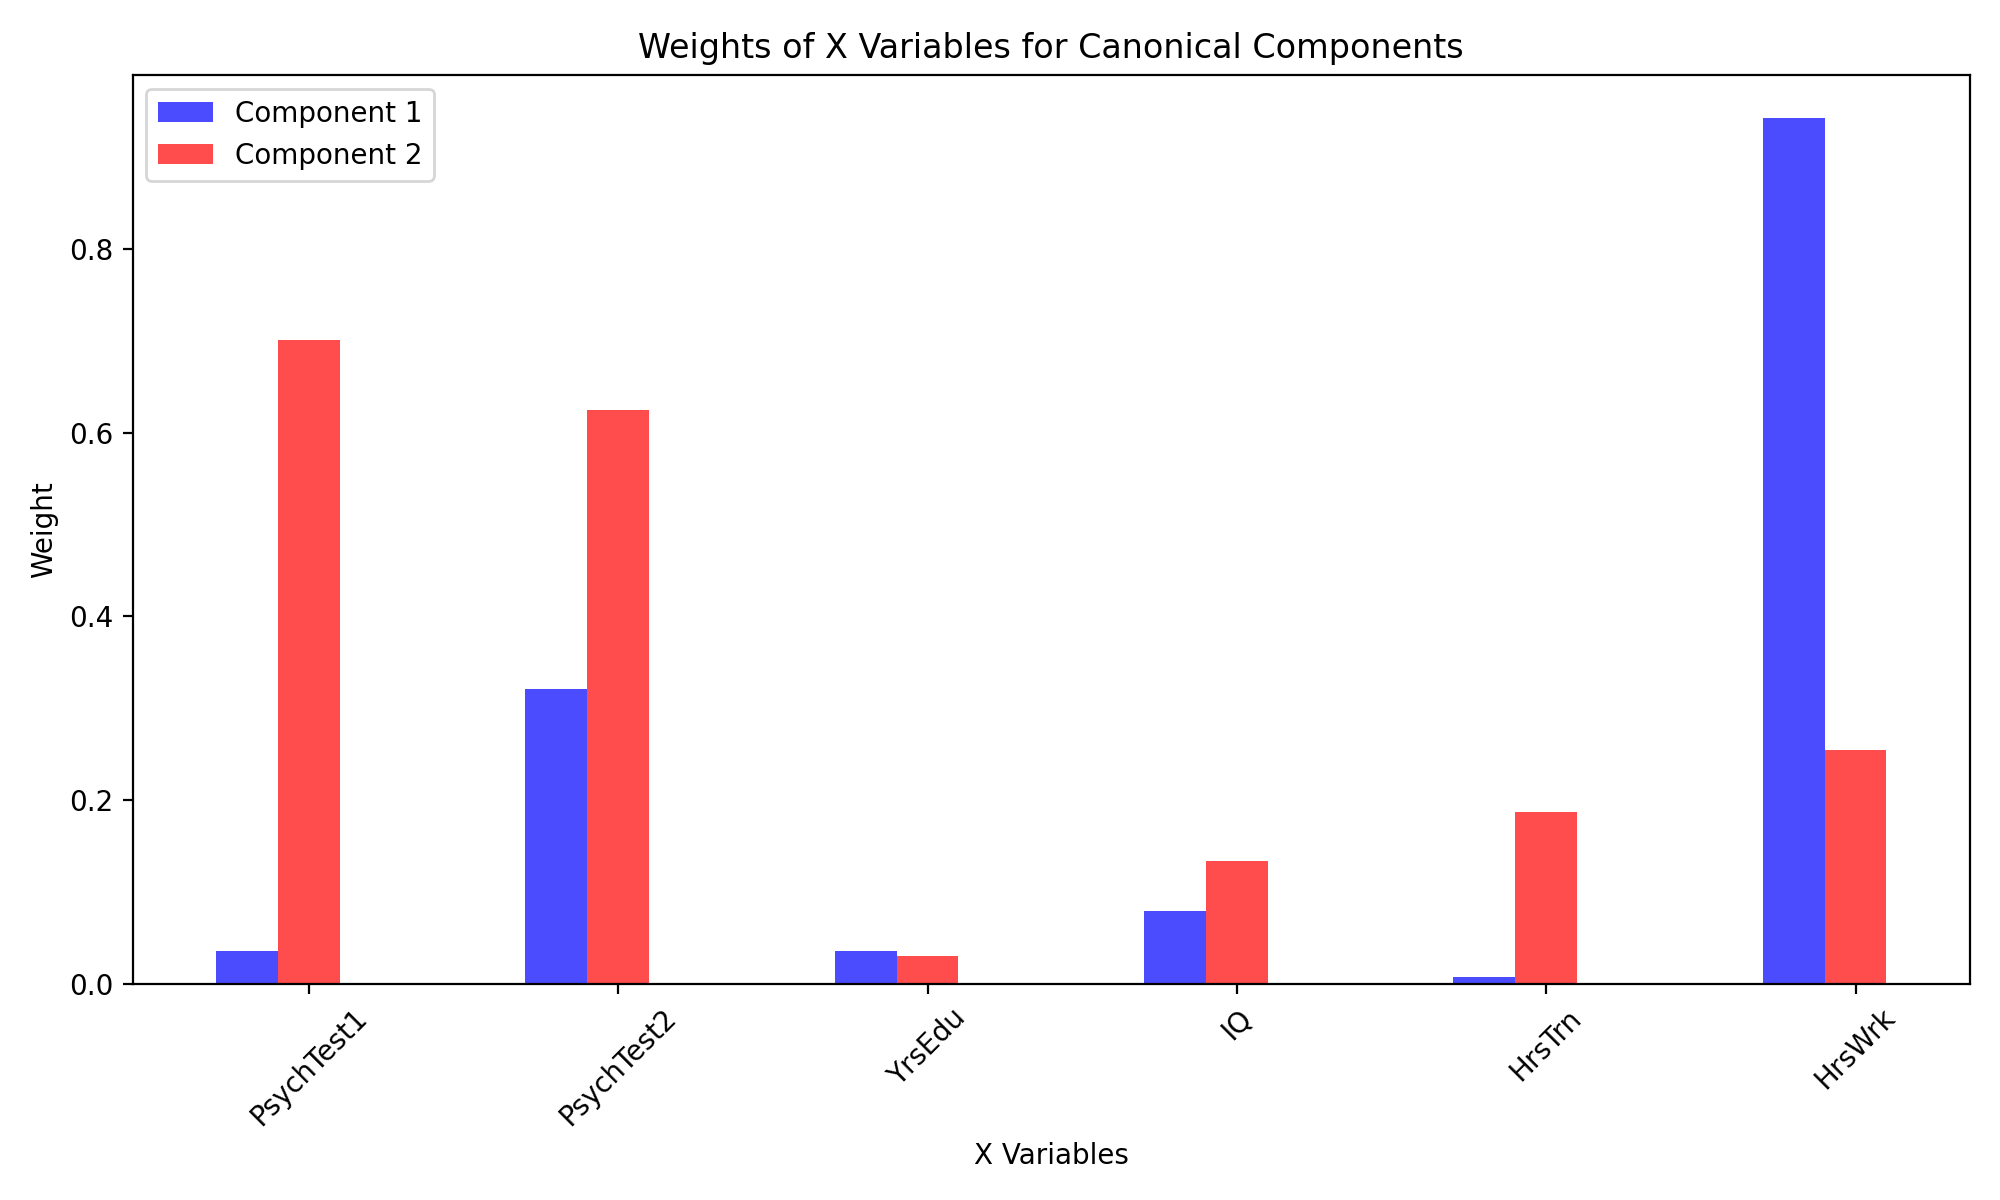 Weights of X Variables for Canonical Components
Component 1
Component 2
Weight
0.8
0.6
0.4
0.2
0.0
PsychTest1
PsychTest2
YrsEdu
IQ
HrsTrn
HrsWrk
X Variables